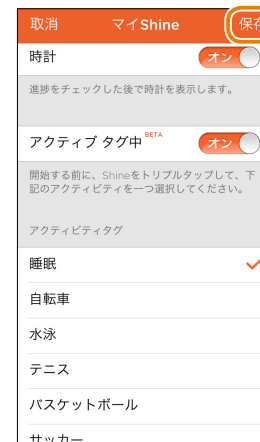 取消 マイShine 保存
時計 オン
進捗をチェックした後で時計を表示します。
アクティブ タグ中 BETA オン
開始する前に、Shineをトリプルタップして、下
記のアクティビティを一つ選択してください。
アクティビティタグ
睡眠
自転車
水泳
テニス
バスケットボール
サッカー